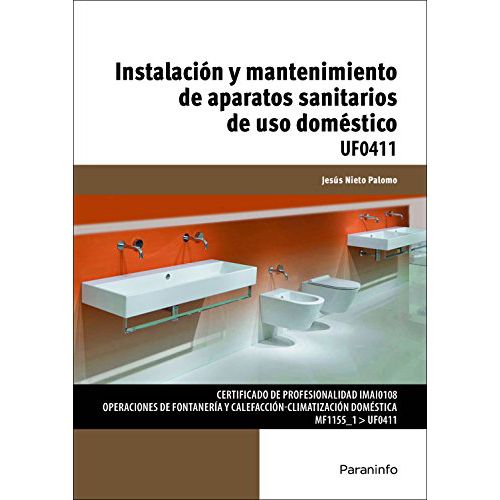 Instalación y mantenimiento
de aparatos sanitarios
de uso doméstico
UF0411
Jesús Nieto Palomo
CERTIFICADO DE PROFESIONALIDAD IMAI0108
OPERACIONES DE FONTANERÍA Y CALEFACCIÓN-CLIMATIZACIÓN DOMÉSTICA
MF1155_1 > UF0411
Paraninfo